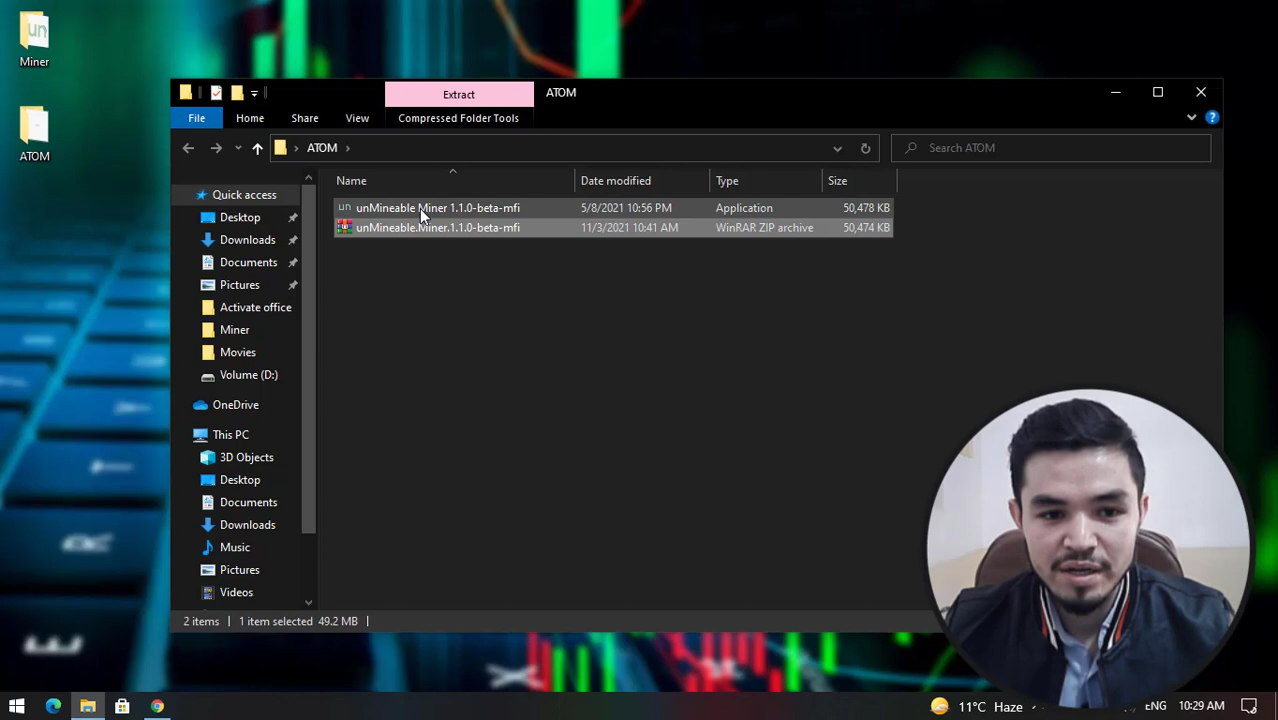 un
Miner
ATOM
Extract
ATOM
File
Home
Share
View
Compressed Folder Tools
?
ATOM
Search ATOM
Name
Date modified
Type
Size
un unMineable Miner 1.1.0-beta-mfi 5/8/2021 10:56 PM Application 50,478 KB
unMineable.Miner.1.1.0-beta-mfi 11/3/2021 10:41 AM WinRAR ZIP archive 50,474 KB
Quick access
Desktop
Downloads
Documents
Pictures
Activate office
Miner
Movies
Volume (D:)
OneDrive
This PC
3D Objects
Desktop
Documents
Downloads
Music
Pictures
Videos
2 items
1 item selected 49.2 MB
11°C Haze
ENG
10:29 AM